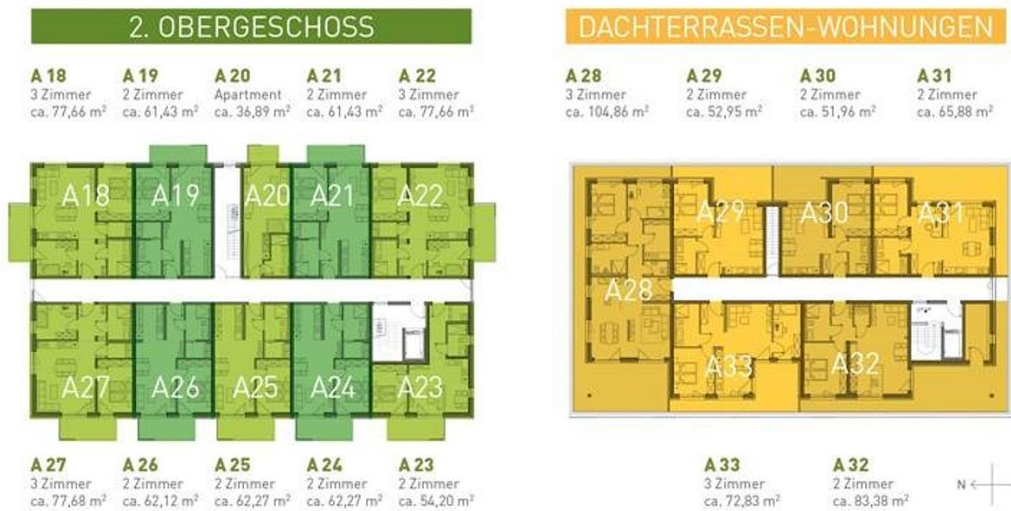 2. OBERGESCHOSS
A 18
3 Zimmer
ca. 77,66 m²
A 19
2 Zimmer
ca. 61,43 m²
A 20
Apartment
ca. 36,89 m²
A 21
2 Zimmer
ca. 61,43 m²
A 22
3 Zimmer
ca. 77,66 m²
A18
A19
A20
A21
A22
A27
A26
A25
A24
A23
A 27
3 Zimmer
ca. 77,68 m²
A 26
2 Zimmer
ca. 62,12 m²
A 25
2 Zimmer
ca. 62,27 m²
A 24
2 Zimmer
ca. 62,27 m²
A 23
2 Zimmer
ca. 54,20 m²
DACHTERRASSEN-WOHNUNGEN
A 28
3 Zimmer
ca. 104,86 m²
A 29
2 Zimmer
ca. 52,95 m²
A 30
2 Zimmer
ca. 51,96 m²
A 31
2 Zimmer
ca. 65,88 m²
A29
A30
A31
A28
A33
A32
A 33
3 Zimmer
ca. 72,83 m²
A 32
2 Zimmer
ca. 83,38 m²
N